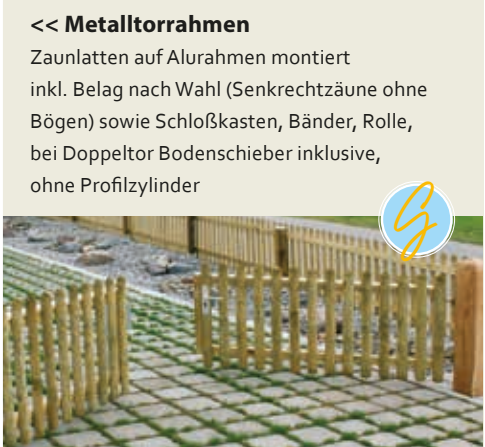 << Metalltorrahmen
Zaunlatten auf Alurahmen montiert
inkl. Belag nach Wahl (Senkrechtzäune ohne
Bögen) sowie Schloßkasten, Bänder, Rolle,
bei Doppeltor Bodenschieber inklusive,
ohne Profilzylinder